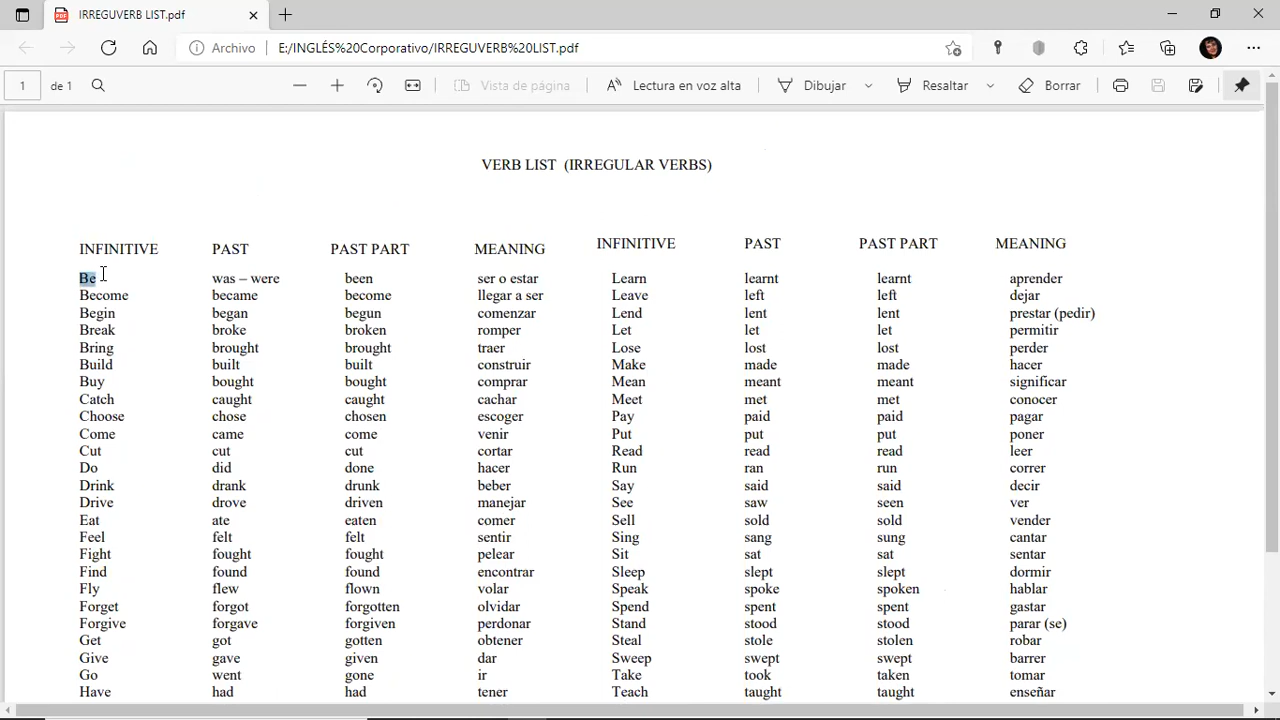 IRREGUVERB LIST.pdf
Archivo E:/INGLÉS%20Corporativo/IRREGUVERB%20LIST.pdf
1 de 1 Vista de página Lectura en voz alta Dibujar Resaltar Borrar
VERB LIST (IRREGULAR VERBS)
INFINITIVE PAST PAST PART MEANING INFINITIVE PAST PAST PART MEANING
Be was – were been ser o estar Learn learnt learnt aprender
Become became become llegar a ser Leave left left dejar
Begin began begun comenzar Lend lent lent prestar (pedir)
Break broke broken romper Let let let permitir
Bring brought brought traer Lose lost lost perder
Build built built construir Make made made hacer
Buy bought bought comprar Mean meant meant significar
Catch caught caught cachar Meet met met conocer
Choose chose chosen escoger Pay paid paid pagar
Come came come venir Put put put poner
Cut cut cut cortar Read read read leer
Do did done hacer Run ran run correr
Drink drank drunk beber Say said said decir
Drive drove driven manejar See saw seen ver
Eat ate eaten comer Sell sold sold vender
Feel felt felt sentir Sing sang sung cantar
Fight fought fought pelear Sit sat sat sentar
Find found found encontrar Sleep slept slept dormir
Fly flew flown volar Speak spoke spoken hablar
Forget forgot forgotten olvidar Spend spent spent gastar
Forgive forgave forgiven perdonar Stand stood stood parar (se)
Get got gotten obtener Steal stole stolen robar
Give gave given dar Sweep swept swept barrer
Go went gone ir Take took taken tomar
Have had had tener Teach taught taught enseñar